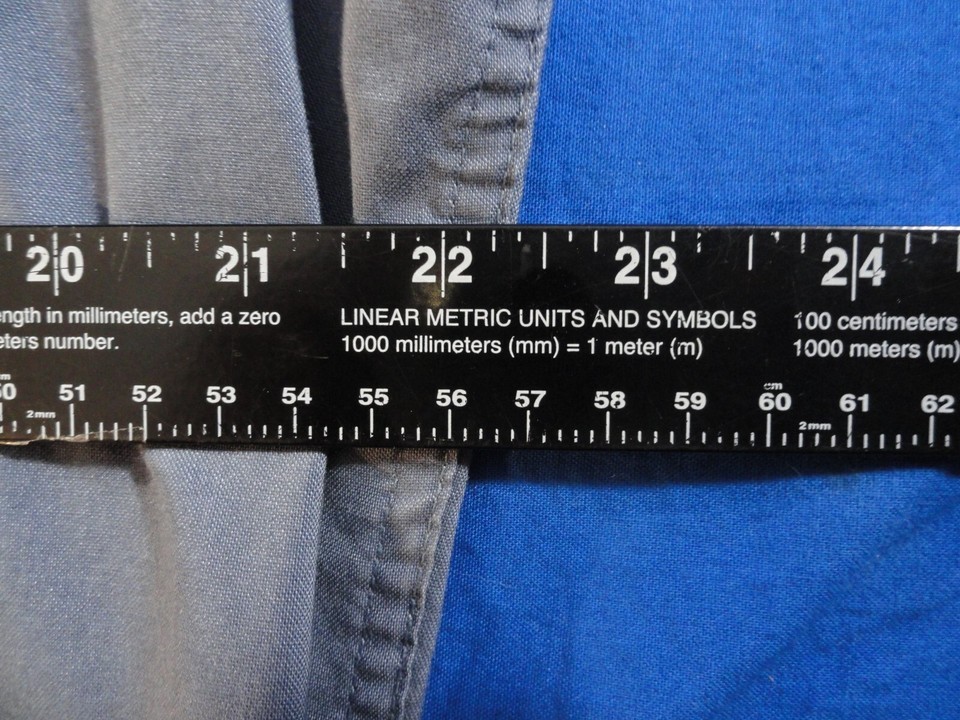 20 21 22 23 24
ength in millimeters, add a zero
eters number.
LINEAR METRIC UNITS AND SYMBOLS
1000 millimeters (mm) = 1 meter (m)
100 centimeters
1000 meters (m)
m cm
50 51 52 53 54 55 56 57 58 59 60 61 62
2mm 2mm